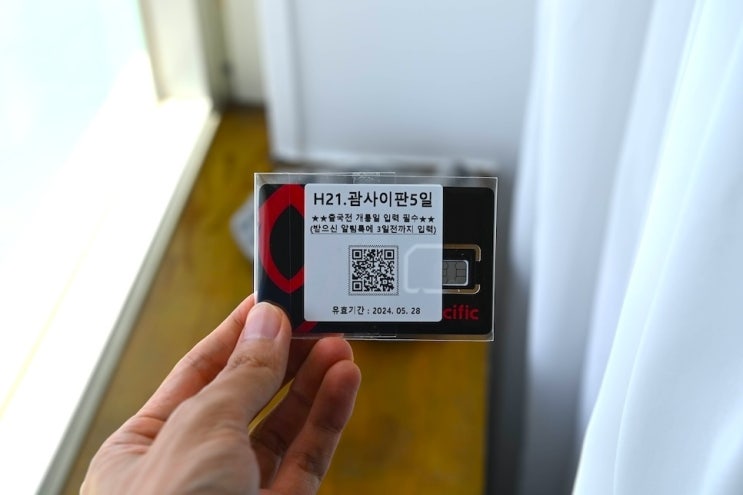 H21.괌사이판5일
★★출국전 개통일 입력 필수★★
(받으신 알림톡에 3일전까지 입력)
유효기간 : 2024. 05. 28
cific